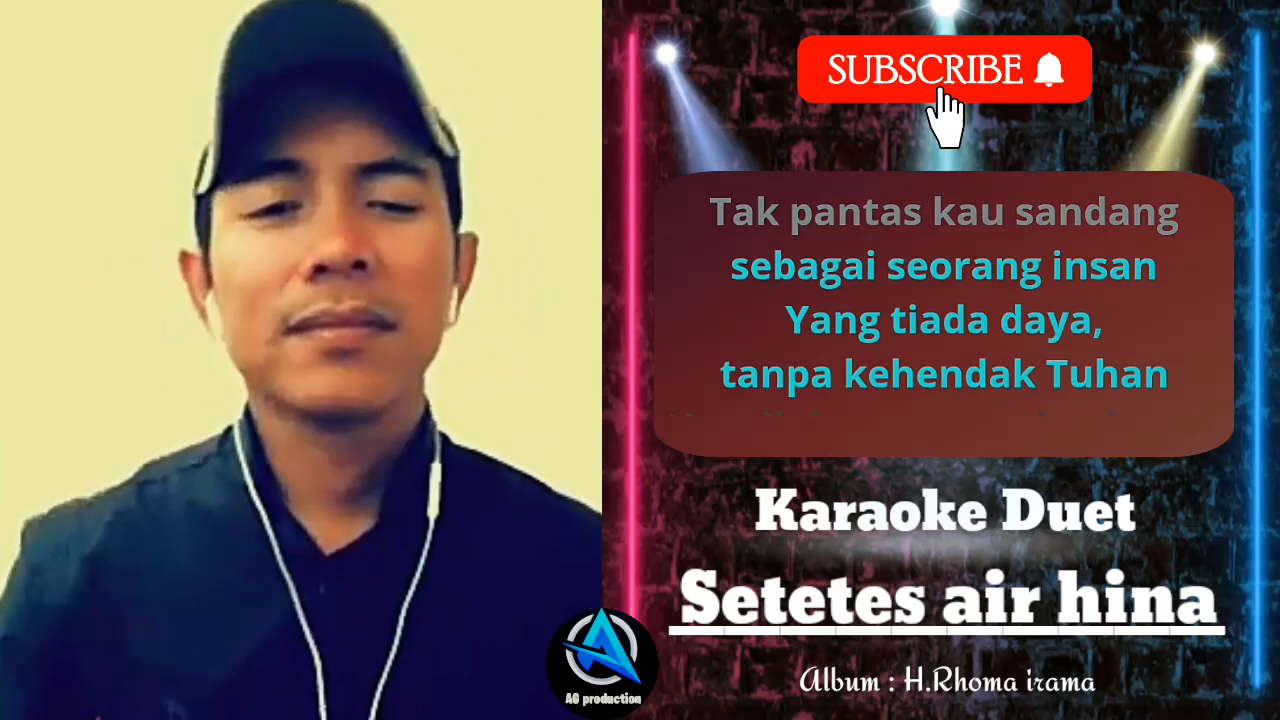 SUBSCRIBE
Tak pantas kau sandang
sebagai seorang insan
Yang tiada daya,
tanpa kehendak Tuhan
Karaoke Duet
Setetes air hina
Album : H.Rhoma irama
AG production